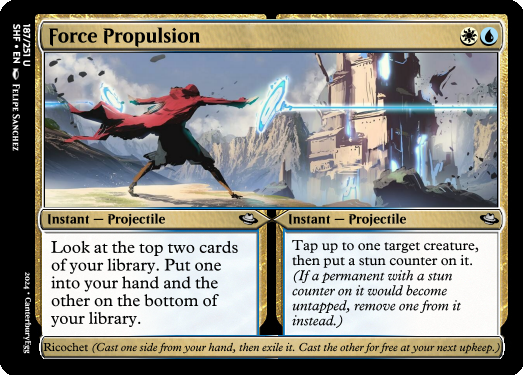 Force Propulsion
Instant — Projectile
Look at the top two cards
of your library. Put one
into your hand and the
other on the bottom of
your library.
Instant — Projectile
Tap up to one target creature,
then put a stun counter on it.
(If a permanent with a stun
counter on it would become
untapped, remove one from it
instead.)
Ricochet (Cast one side from your hand, then exile it. Cast the other for free at your next upkeep.)
1187/251 U
SHF • EN Felipe Sanchez
2024 • CanterburyEgg